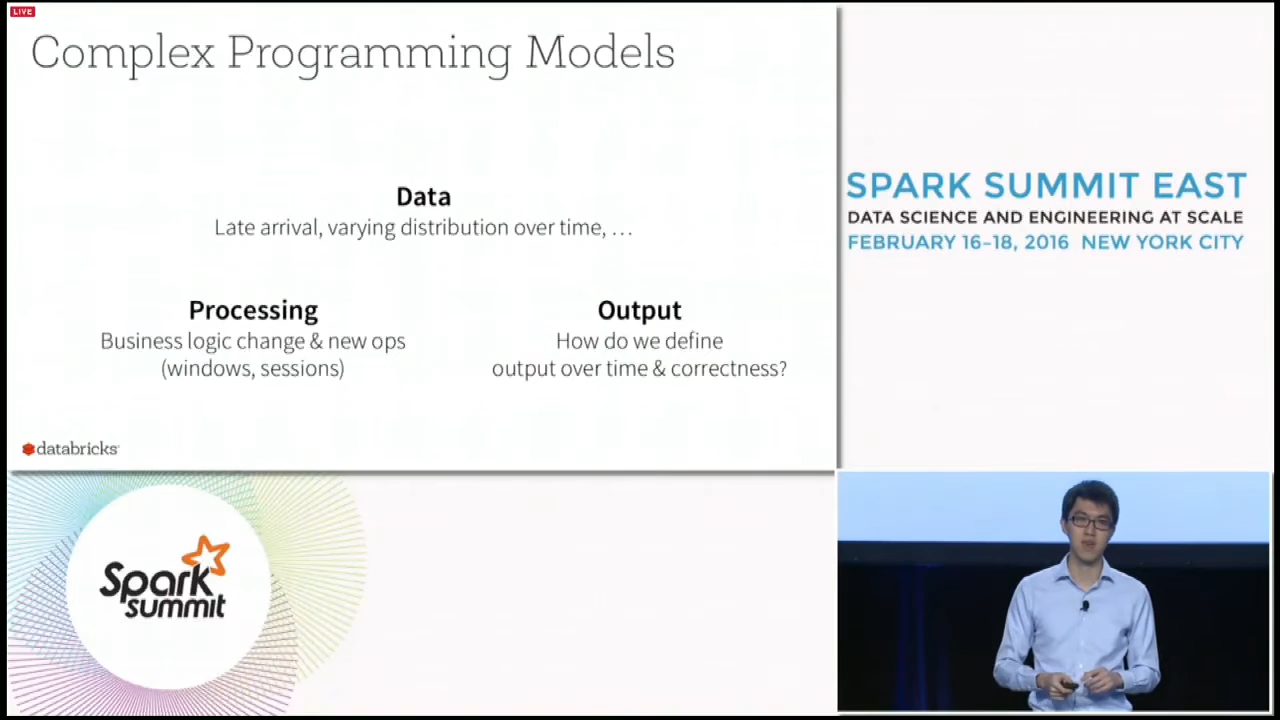 LIVE
Complex Programming Models
Data
Late arrival, varying distribution over time, …
Processing
Business logic change & new ops
(windows, sessions)
Output
How do we define
output over time & correctness?
databricks
SPARK SUMMIT EAST
DATA SCIENCE AND ENGINEERING AT SCALE
FEBRUARY 16–18, 2016 NEW YORK CITY
Spark
summit